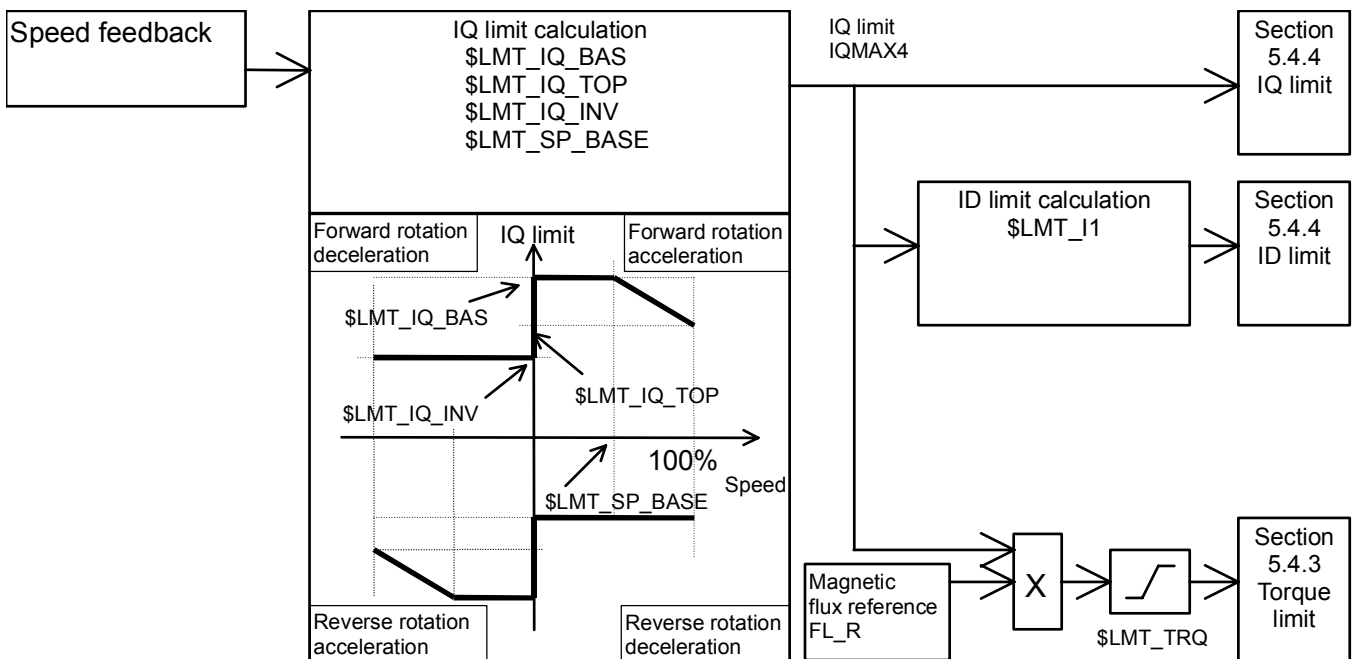 Speed feedback
IQ limit calculation
$LMT_IQ_BAS
$LMT_IQ_TOP
$LMT_IQ_INV
$LMT_SP_BASE
IQ limit
IQMAX4
Section
5.4.4
IQ limit
ID limit calculation
$LMT_I1
Section
5.4.4
ID limit
Forward rotation
deceleration
IQ limit
Forward rotation
acceleration
$LMT_IQ_BAS
$LMT_IQ_TOP
$LMT_IQ_INV
100%
Speed
$LMT_SP_BASE
Reverse rotation
acceleration
Reverse rotation
deceleration
Magnetic
flux reference
FL_R
X
$LMT_TRQ
Section
5.4.3
Torque
limit